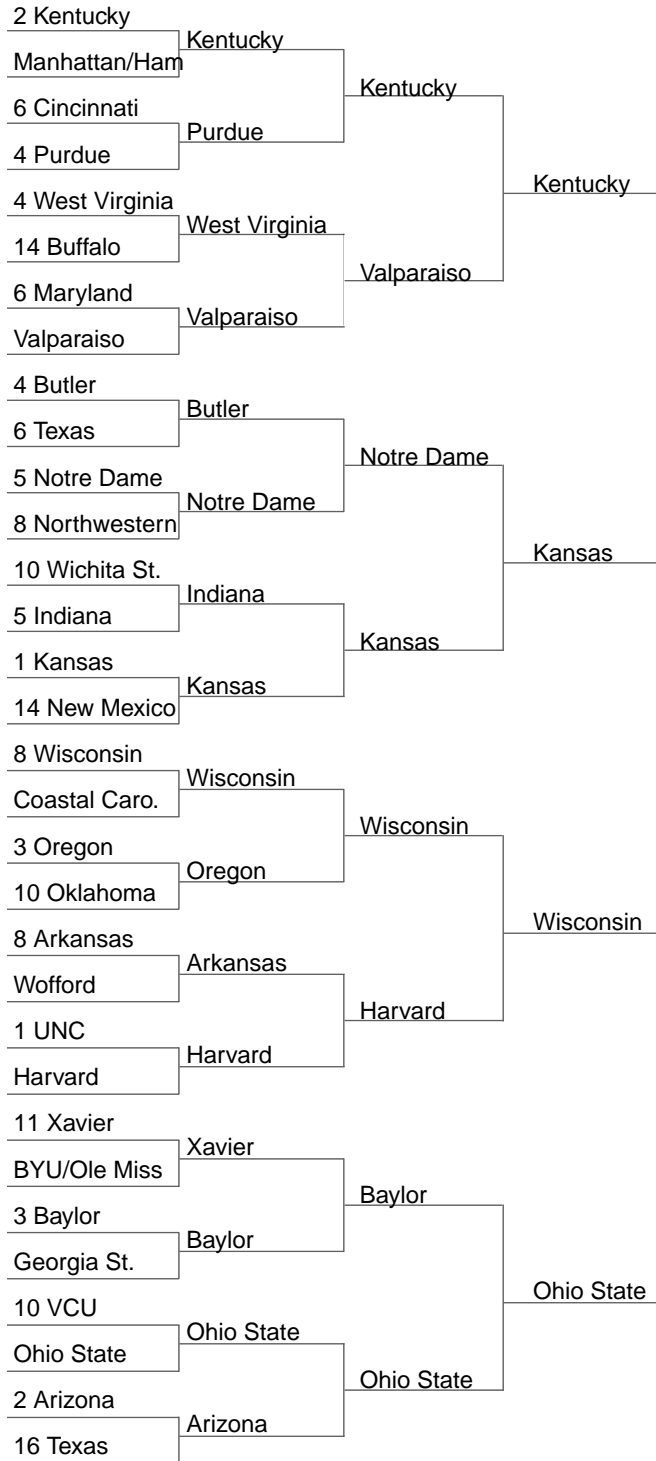 2 Kentucky
Manhattan/Ham
6 Cincinnati
4 Purdue
4 West Virginia
14 Buffalo
6 Maryland
Valparaiso
4 Butler
6 Texas
5 Notre Dame
8 Northwestern
10 Wichita St.
5 Indiana
1 Kansas
14 New Mexico
8 Wisconsin
Coastal Caro.
3 Oregon
10 Oklahoma
8 Arkansas
Wofford
1 UNC
Harvard
11 Xavier
BYU/Ole Miss
3 Baylor
Georgia St.
10 VCU
Ohio State
2 Arizona
16 Texas
Kentucky
Purdue
West Virginia
Valparaiso
Butler
Notre Dame
Indiana
Kansas
Wisconsin
Oregon
Arkansas
Harvard
Xavier
Baylor
Ohio State
Arizona
Kentucky
Valparaiso
Notre Dame
Kansas
Wisconsin
Harvard
Baylor
Ohio State
Kentucky
Kansas
Wisconsin
Ohio State